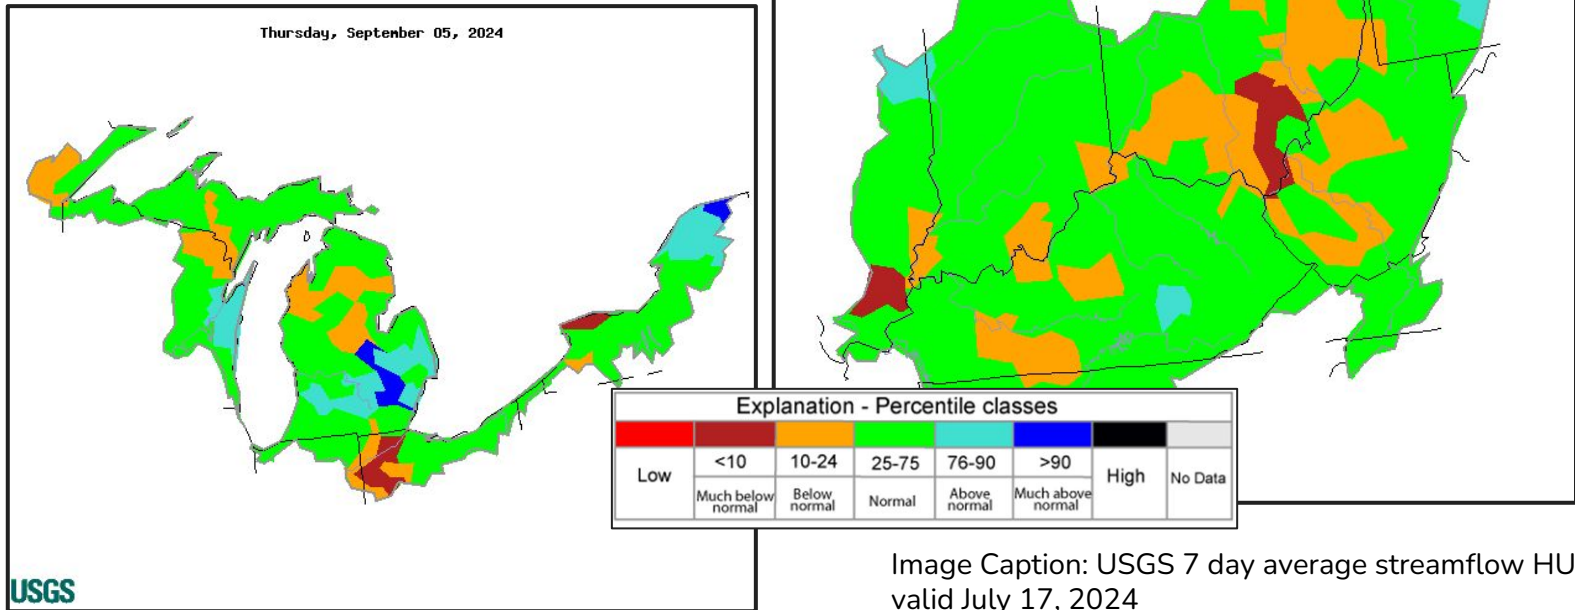 Thursday, September 05, 2024
Explanation - Percentile classes
Low
<10
10-24
25-75
76-90
>90
High
No Data
Much below
normal
Below
normal
Normal
Above
normal
Much above
normal
USGS
Image Caption: USGS 7 day average streamflow HU
valid July 17, 2024